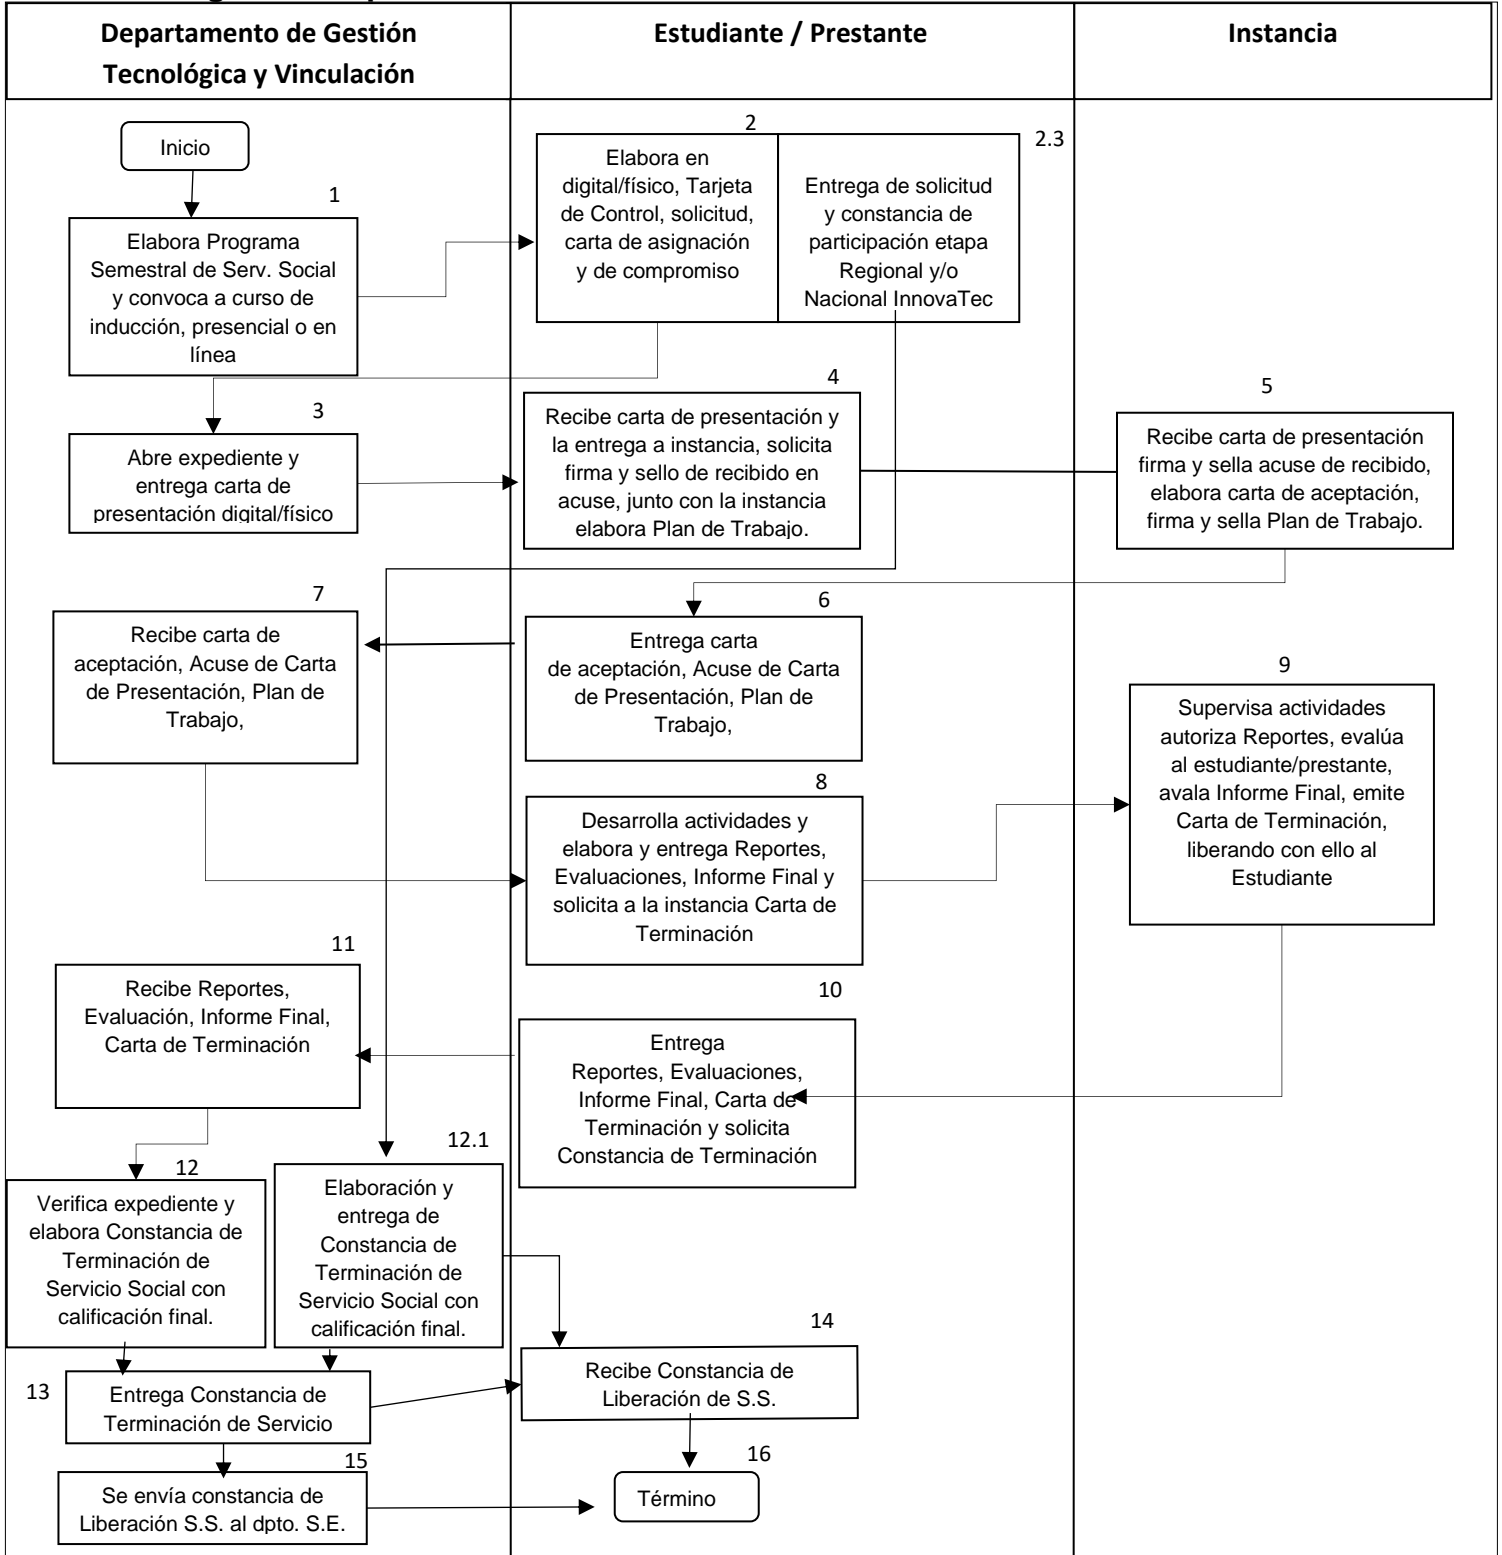 Departamento de Gestión
Tecnológica y Vinculación
Estudiante / Prestante
Instancia
Inicio
1
Elabora Programa
Semestral de Serv. Social
y convoca a curso de
inducción, presencial o en
línea
2
Elabora en
digital/físico, Tarjeta
de Control, solicitud,
carta de asignación
y de compromiso
2.3
Entrega de solicitud
y constancia de
participación etapa
Regional y/o
Nacional InnovaTec
3
Abre expediente y
entrega carta de
presentación digital/físico
4
Recibe carta de presentación y
la entrega a instancia, solicita
firma y sello de recibido en
acuse, junto con la instancia
elabora Plan de Trabajo.
5
Recibe carta de presentación
firma y sella acuse de recibido,
elabora carta de aceptación,
firma y sella Plan de Trabajo.
7
Recibe carta de
aceptación, Acuse de Carta
de Presentación, Plan de
Trabajo,
6
Entrega carta
de aceptación, Acuse de Carta
de Presentación, Plan de
Trabajo,
8
Desarrolla actividades y
elabora y entrega Reportes,
Evaluaciones, Informe Final y
solicita a la instancia Carta de
Terminación
9
Supervisa actividades
autoriza Reportes, evalúa
al estudiante/prestante,
avala Informe Final, emite
Carta de Terminación,
liberando con ello al
Estudiante
11
Recibe Reportes,
Evaluación, Informe Final,
Carta de Terminación
10
Entrega
Reportes, Evaluaciones,
Informe Final, Carta de
Terminación y solicita
Constancia de Terminación
12
Verifica expediente y
elabora Constancia de
Terminación de
Servicio Social con
calificación final.
12.1
Elaboración y
entrega de
Constancia de
Terminación de
Servicio Social con
calificación final.
13
Entrega Constancia de
Terminación de Servicio
14
Recibe Constancia de
Liberación de S.S.
15
Se envía constancia de
Liberación S.S. al dpto. S.E.
16
Término